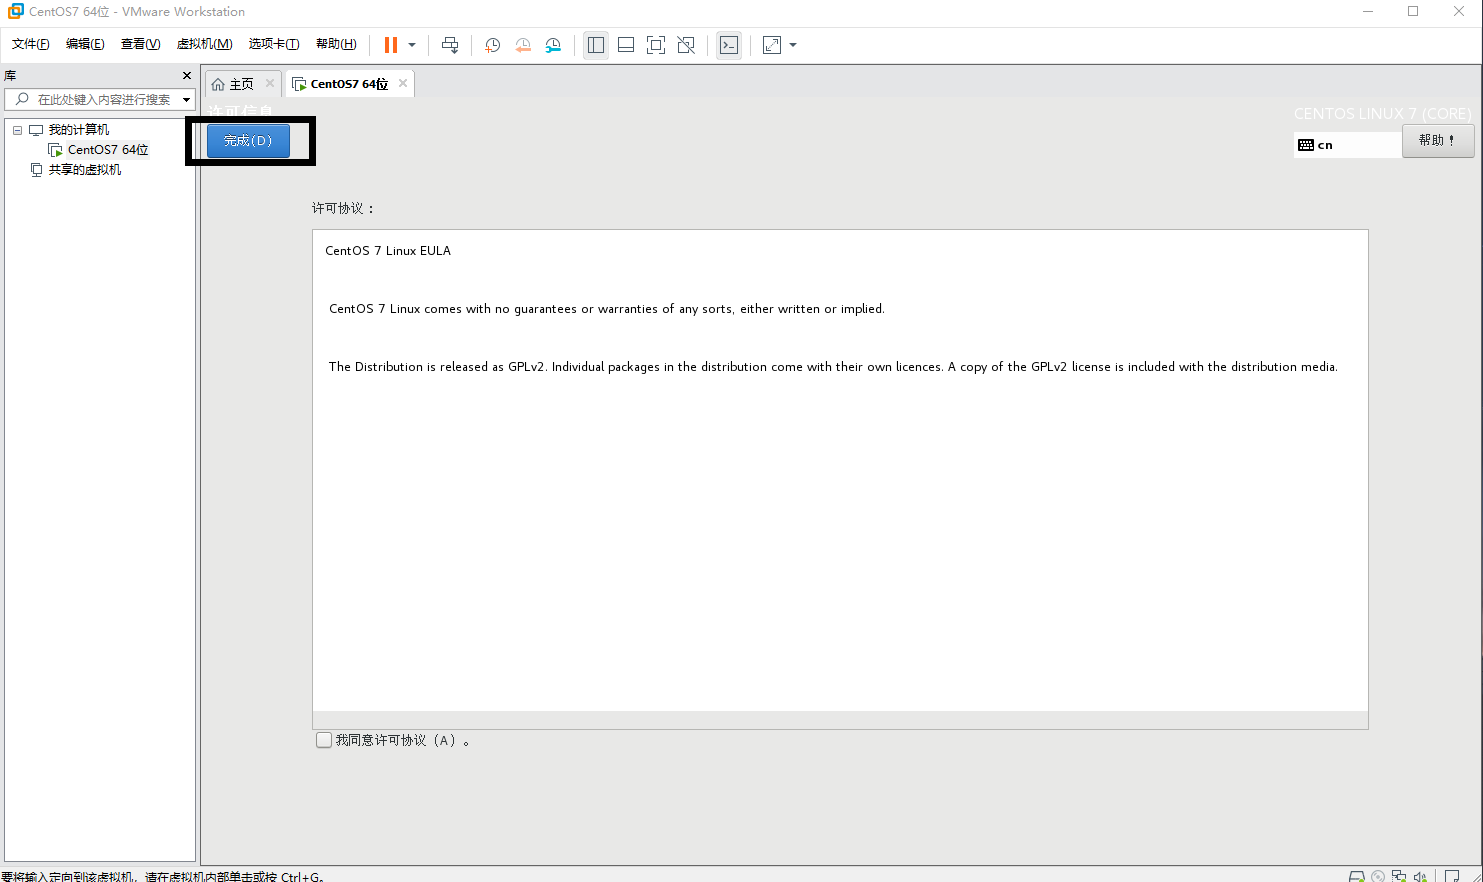 CentOS7 64位 - VMware Workstation
文件(F) 编辑(E) 查看(V) 虚拟机(M) 选项卡(T) 帮助(H)
库
在此处键入内容进行搜索
我的计算机
CentOS7 64位
共享的虚拟机
主页 CentOS7 64位
许可信息
CENTOS LINUX 7 (CORE)
完成(D)
cn
帮助！
许可协议：
CentOS 7 Linux EULA
CentOS 7 Linux comes with no guarantees or warranties of any sorts, either written or implied.
The Distribution is released as GPLv2. Individual packages in the distribution come with their own licences. A copy of the GPLv2 license is included with the distribution media.
我同意许可协议（A）。
要将输入定向到该虚拟机，请在虚拟机内部单击或按 Ctrl+G。